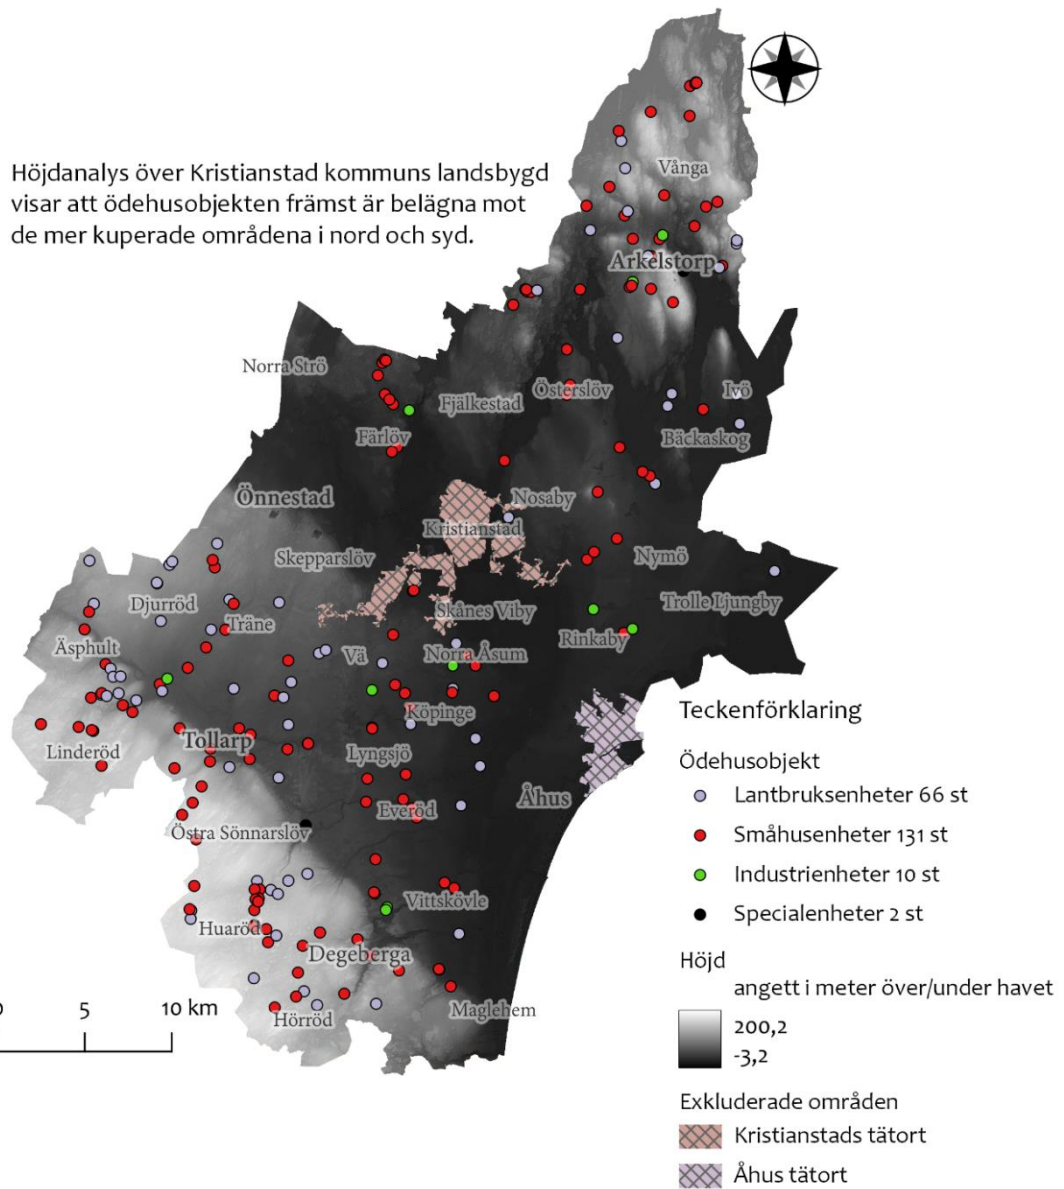 Höjdanalys över Kristianstad kommuns landsbygd
visar att ödehusobjekten främst är belägna mot
de mer kuperade områdena i nord och syd.
Vånga
Arkelstorp
Norra Strö
Österslöv
Ivö
Fjälkestad
Färlöv
Bäckaskog
Önnestad
Nosaby
Kristianstad
Skepparslöv
Nymö
Djurröd
Träne
Skånes Viby
Trolle Ljungby
Äsphult
Vä
Norra Åsum
Rinkaby
Köpinge
Linderöd
Tollarp
Lyngsjö
Åhus
Everöd
Östra Sönnarslöv
Vittskövle
Huaröd
Degeberga
Hörröd
Maglehem
5
10 km
Teckenförklaring
Ödehusobjekt
Lantbruksenheter 66 st
Småhusenheter 131 st
Industrienheter 10 st
Specialenheter 2 st
Höjd
angett i meter över/under havet
200,2
-3,2
Exkluderade områden
Kristianstads tätort
Åhus tätort